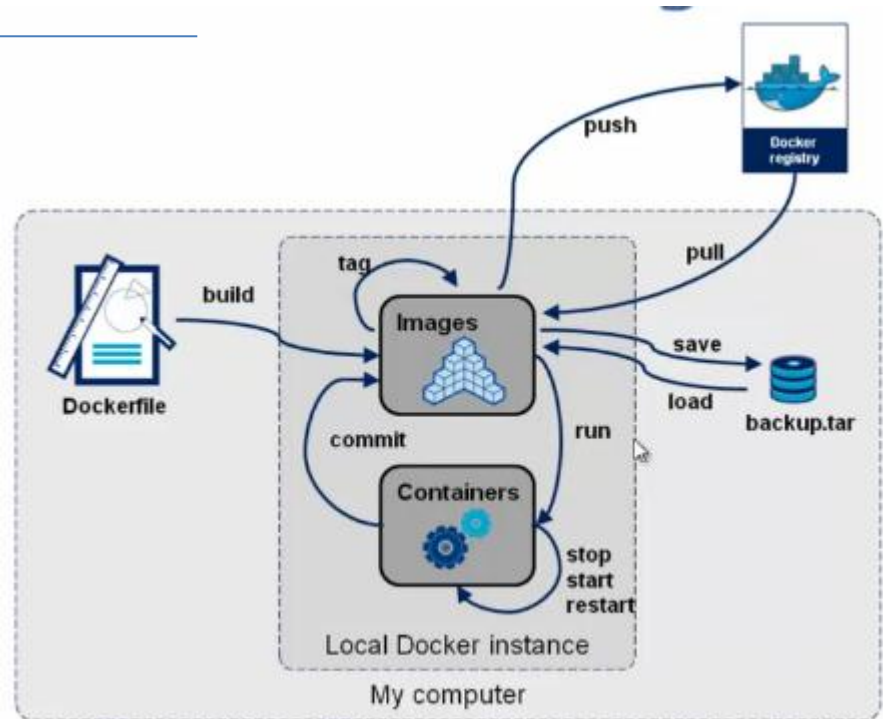 push
Docker
registry
pull
tag
build
Images
save
load
Dockerfile
backup.tar
commit
run
Containers
stop
start
restart
Local Docker instance
My computer